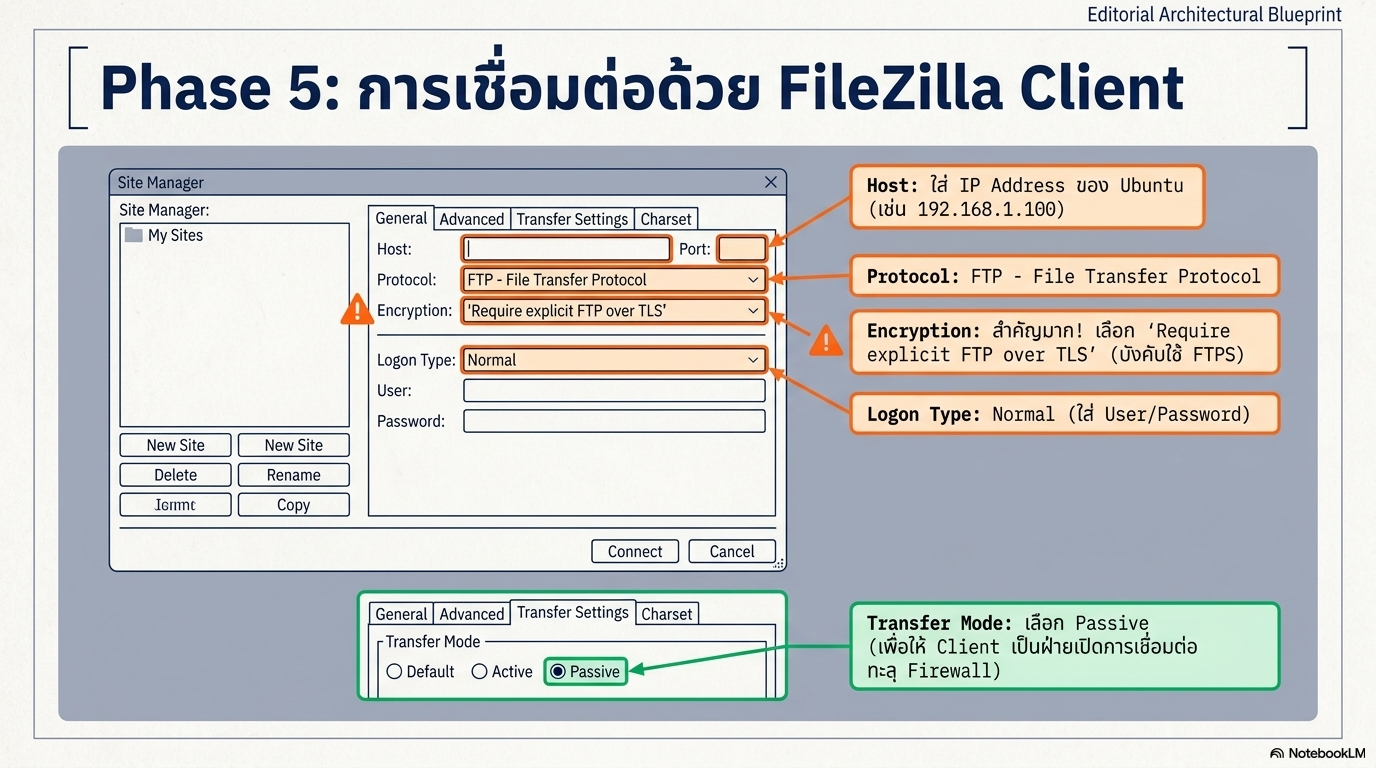 Editorial Architectural Blueprint
Phase 5: การเชื่อมต่อด้วย FileZilla Client
Site Manager
Site Manager:
My Sites
New Site
New Site
Delete
Rename
Copy
General
Advanced
Transfer Settings
Charset
Host:
Port:
Protocol:
FTP - File Transfer Protocol
Encryption:
'Require explicit FTP over TLS'
Logon Type:
Normal
User:
Password:
Connect
Cancel
Host: ใส่ IP Address ของ Ubuntu
(เช่น 192.168.1.100)
Protocol: FTP - File Transfer Protocol
Encryption: สำคัญมาก! เลือก ‘Require
explicit FTP over TLS’ (บังคับใช้ FTPS)
Logon Type: Normal (ใส่ User/Password)
General
Advanced
Transfer Settings
Charset
Transfer Mode
Default
Active
Passive
Transfer Mode: เลือก Passive
(เพื่อให้ Client เป็นฝ่ายเปิดการเชื่อมต่อ
ทะลุ Firewall)
NotebookLM